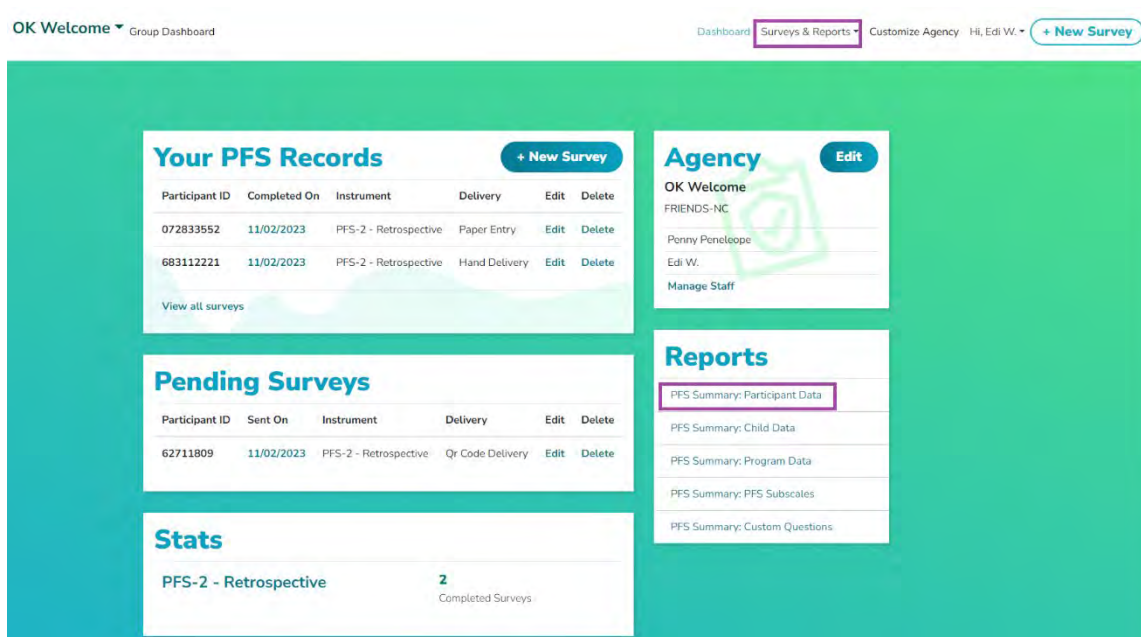 OK Welcome Group Dashboard
Dashboard Surveys & Reports Customize Agency Hi, Edi W. + New Survey
Your PFS Records + New Survey
Participant ID Completed On Instrument Delivery Edit Delete
072833552 11/02/2023 PFS-2 - Retrospective Paper Entry Edit Delete
683112221 11/02/2023 PFS-2 - Retrospective Hand Delivery Edit Delete
View all surveys
Pending Surveys
Participant ID Sent On Instrument Delivery Edit Delete
62711809 11/02/2023 PFS-2 - Retrospective Qr Code Delivery Edit Delete
Stats
PFS-2 - Retrospective 2
Completed Surveys
Agency Edit
OK Welcome
FRIENDS-NC
Penny Peneleope
Edi W.
Manage Staff
Reports
PFS Summary: Participant Data
PFS Summary: Child Data
PFS Summary: Program Data
PFS Summary: PFS Subscales
PFS Summary: Custom Questions